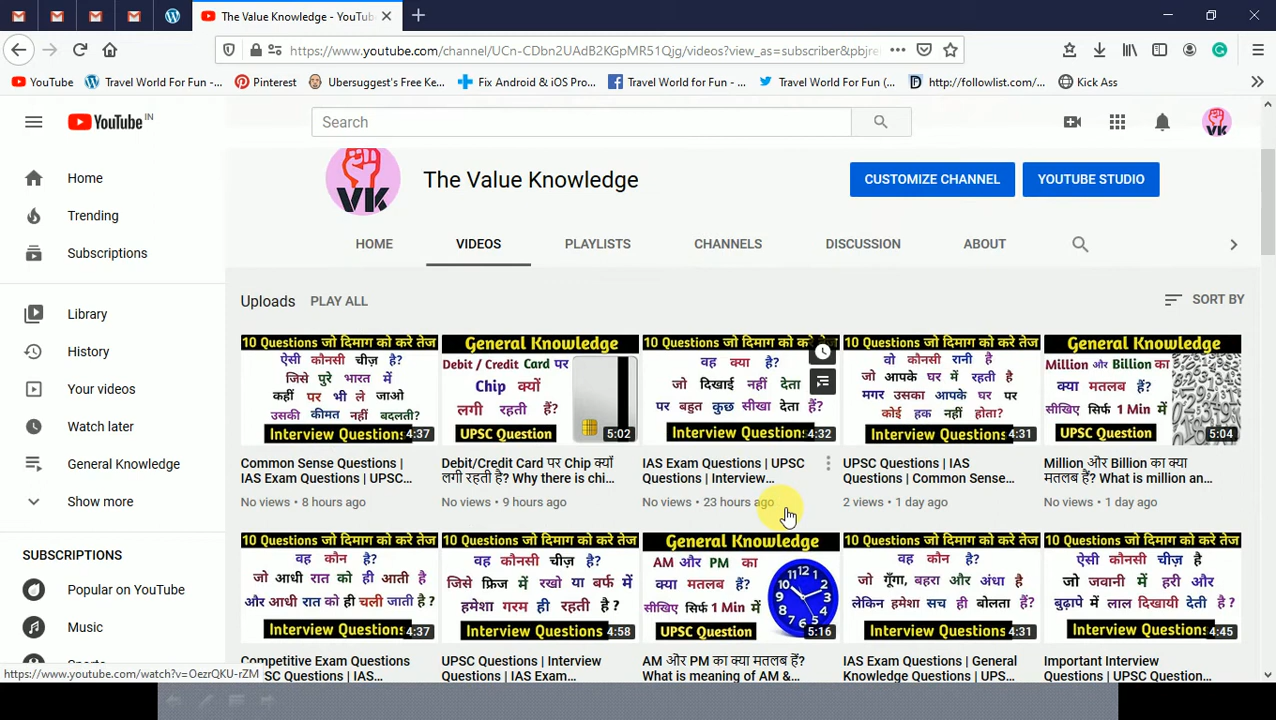 The Value Knowledge - YouTub
https://www.youtube.com/channel/UCn-CDbn2UAdB2KGpMR51Qjg/videos?view_as=subscriber&pbjre
YouTube
Travel World For Fun -...
Pinterest
Ubersuggest's Free Ke...
Fix Android & iOS Pro...
Travel World for Fun - ...
Travel World For Fun (...
http://followlist.com/...
Kick Ass
YouTube IN
Search
VK
Home
Trending
Subscriptions
Library
History
Your videos
Watch later
General Knowledge
Show more
SUBSCRIPTIONS
Popular on YouTube
Music
VK
The Value Knowledge
CUSTOMIZE CHANNEL
YOUTUBE STUDIO
HOME
VIDEOS
PLAYLISTS
CHANNELS
DISCUSSION
ABOUT
Uploads
PLAY ALL
SORT BY
10 Questions जो दिमाग को करे तेज
ऐसी कौनसी चीज़ है?
जिसे पुरे भारत में
कहीं पर भी ले जाओ
उसकी कीमत नहीं बदलती?
Interview Questions
4:37
Common Sense Questions |
IAS Exam Questions | UPSC...
No views • 8 hours ago
General Knowledge
Debit / Credit Card पर
Chip क्यों
लगी रहती हैं?
UPSC Question
5:02
Debit/Credit Card पर Chip क्यों
लगी रहती है? Why there is chi...
No views • 9 hours ago
10 Questions जो दिमाग को करे तेज
वह क्या है?
जो दिखाई नहीं देता
पर बहुत कुछ सीखा देता हैं?
Interview Question
4:32
IAS Exam Questions | UPSC
Questions | Interview...
No views • 23 hours ago
10 Questions जो दिमाग को करे तेज
वो कौनसी रानी है
जो आपके घर में रहती है
मगर उसका आपके घर पर
कोई हक नहीं होता?
Interview Questions
4:31
UPSC Questions | IAS
Questions | Common Sense...
2 views • 1 day ago
General Knowledge
Million और Billion का
क्या मतलब हैं?
सीखिए सिर्फ 1 Min में
UPSC Question
5:04
Million और Billion का क्या
मतलब हैं? What is million an...
No views • 1 day ago
10 Questions जो दिमाग को करे तेज
वह कौन है?
जो आधी रात को ही आती है
और आधी रात को ही चली जाती है?
Interview Questions
4:37
Competitive Exam Questions
10 Questions जो दिमाग को करे तेज
वह कौनसी चीज़ है?
जिसे फ्रिज में रखो या बर्फ में
हमेशा गरम ही रहती है?
Interview Questions
4:58
UPSC Questions | Interview
Questions | IAS Exam...
General Knowledge
AM और PM का
क्या मतलब हैं?
सीखिए सिर्फ 1 Min में
UPSC Question
5:16
AM और PM का क्या मतलब हैं?
What is meaning of AM &...
10 Questions जो दिमाग को करे तेज
वह कौन है?
जो गूँगा, बहरा और अंधा है
लेकिन हमेशा सच ही बोलता हैं?
Interview Questions
4:31
IAS Exam Questions | General
Knowledge Questions | UPS...
10 Questions जो दिमाग को करे तेज
ऐसी कौनसी चीज़ है
जो जवानी में हरी और
बुढ़ापे में लाल दिखायी देती है?
Interview Questions
4:45
Important Interview
Questions | UPSC Question...
https://www.youtube.com/watch?v=OezrQKU-rZM